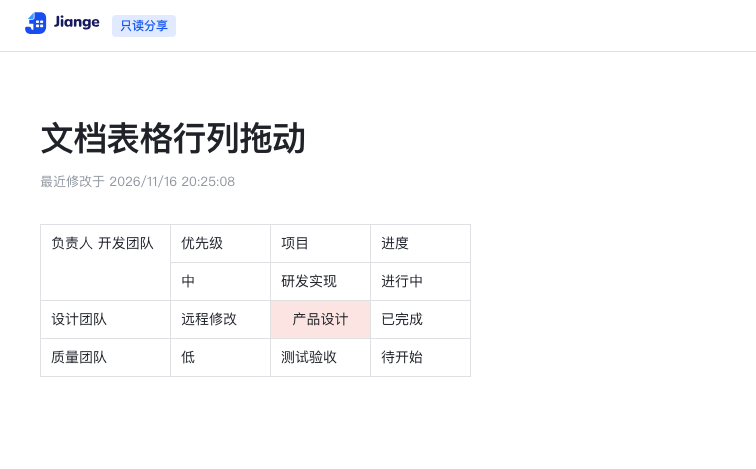 Jiange 只读分享
文档表格行列拖动
最近修改于 2026/11/16 20:25:08
负责人 开发团队 优先级 项目 进度
中 研发实现 进行中
设计团队 远程修改 产品设计 已完成
质量团队 低 测试验收 待开始